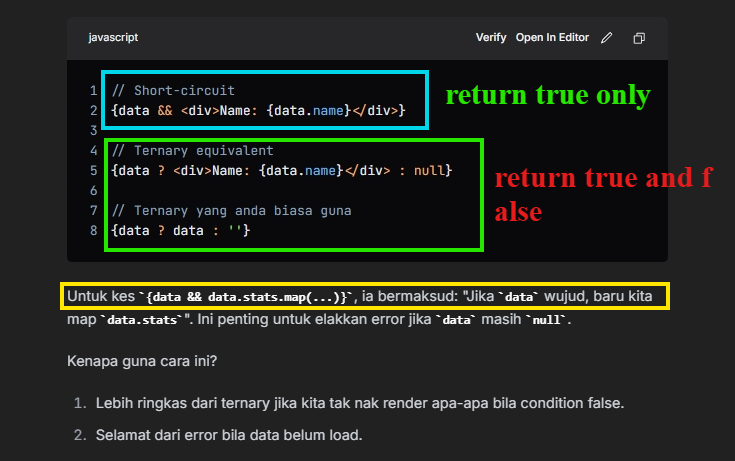 javascript
Verify Open In Editor
1 // Short-circuit
return true only
2 {data && <div>Name: {data.name}</div>}
3
4 // Ternary equivalent
5 {data ? <div>Name: {data.name}</div> : null}
return true and f
alse
6
7 // Ternary yang anda biasa guna
8 {data ? data : ''}
Untuk kes `{data && data.stats.map(...)}`, ia bermaksud: "Jika `data` wujud, baru kita
map `data.stats`". Ini penting untuk elakkan error jika `data` masih `null`.
Kenapa guna cara ini?
1. Lebih ringkas dari ternary jika kita tak nak render apa-apa bila condition false.
2. Selamat dari error bila data belum load.